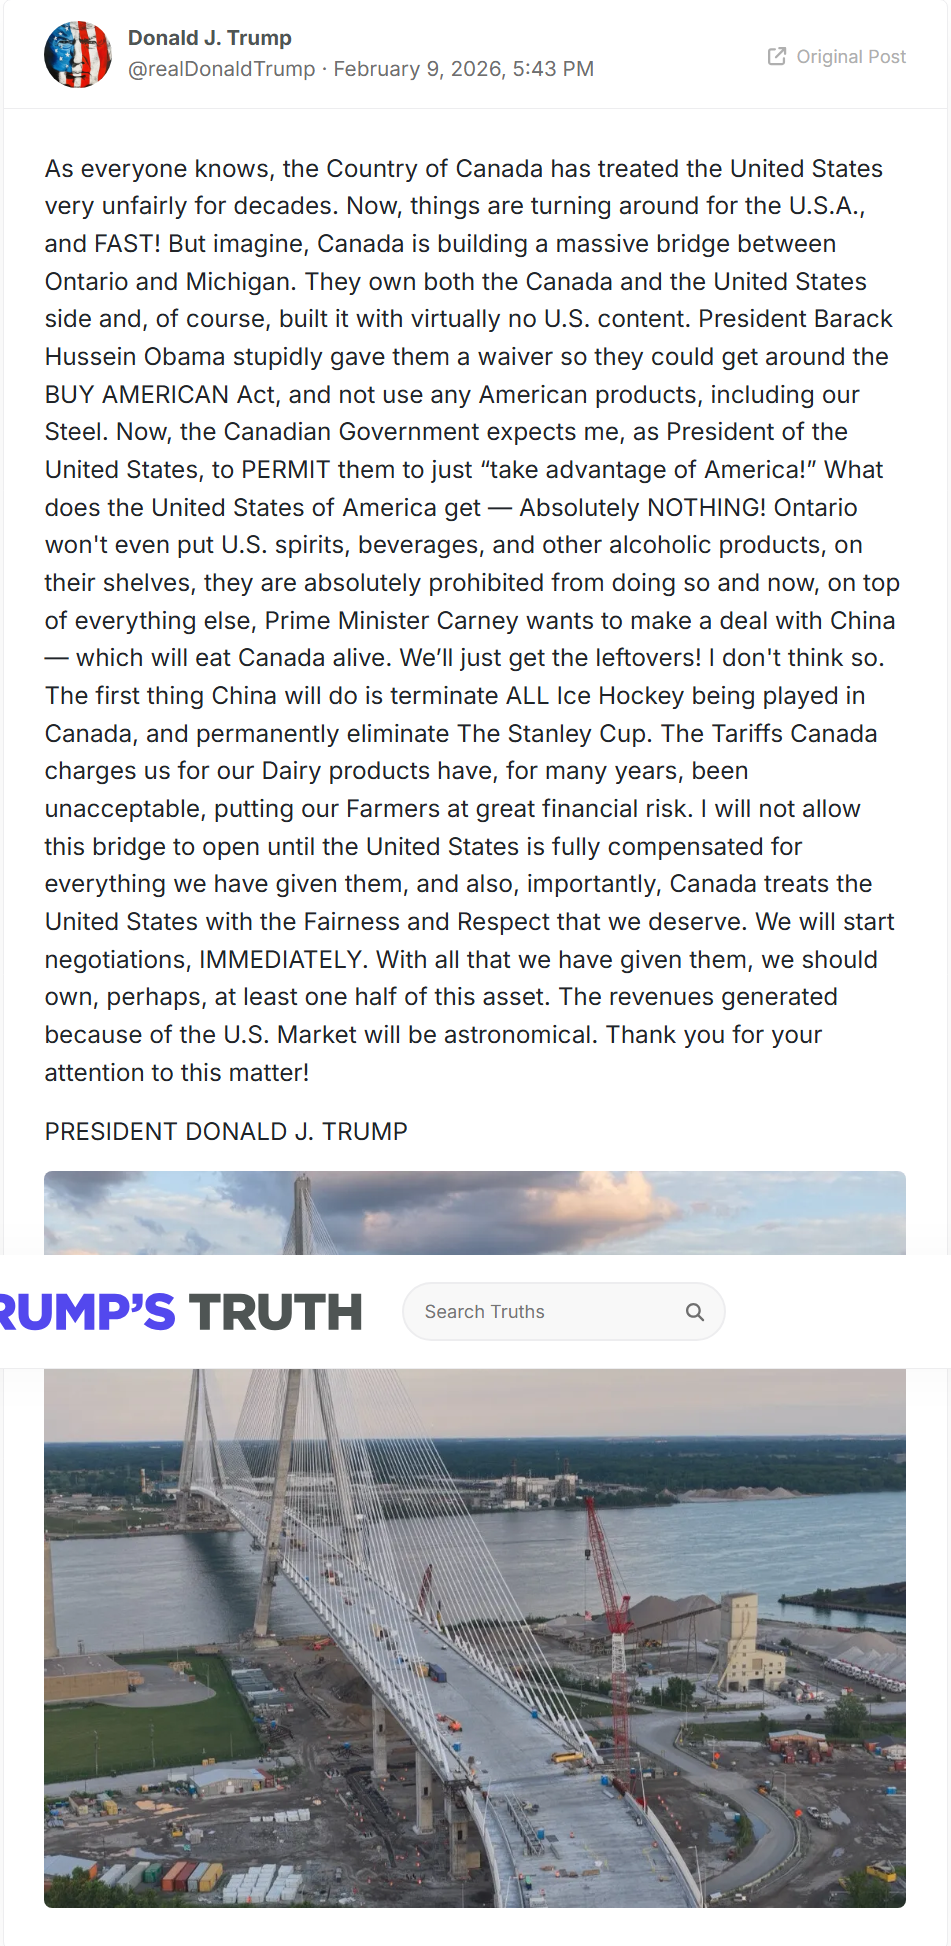 Donald J. Trump
@realDonaldTrump · February 9, 2026, 5:43 PM
Original Post
As everyone knows, the Country of Canada has treated the United States
very unfairly for decades. Now, things are turning around for the U.S.A.,
and FAST! But imagine, Canada is building a massive bridge between
Ontario and Michigan. They own both the Canada and the United States
side and, of course, built it with virtually no U.S. content. President Barack
Hussein Obama stupidly gave them a waiver so they could get around the
BUY AMERICAN Act, and not use any American products, including our
Steel. Now, the Canadian Government expects me, as President of the
United States, to PERMIT them to just “take advantage of America!” What
does the United States of America get — Absolutely NOTHING! Ontario
won't even put U.S. spirits, beverages, and other alcoholic products, on
their shelves, they are absolutely prohibited from doing so and now, on top
of everything else, Prime Minister Carney wants to make a deal with China
— which will eat Canada alive. We’ll just get the leftovers! I don't think so.
The first thing China will do is terminate ALL Ice Hockey being played in
Canada, and permanently eliminate The Stanley Cup. The Tariffs Canada
charges us for our Dairy products have, for many years, been
unacceptable, putting our Farmers at great financial risk. I will not allow
this bridge to open until the United States is fully compensated for
everything we have given them, and also, importantly, Canada treats the
United States with the Fairness and Respect that we deserve. We will start
negotiations, IMMEDIATELY. With all that we have given them, we should
own, perhaps, at least one half of this asset. The revenues generated
because of the U.S. Market will be astronomical. Thank you for your
attention to this matter!
PRESIDENT DONALD J. TRUMP
RUMP’S TRUTH
Search Truths